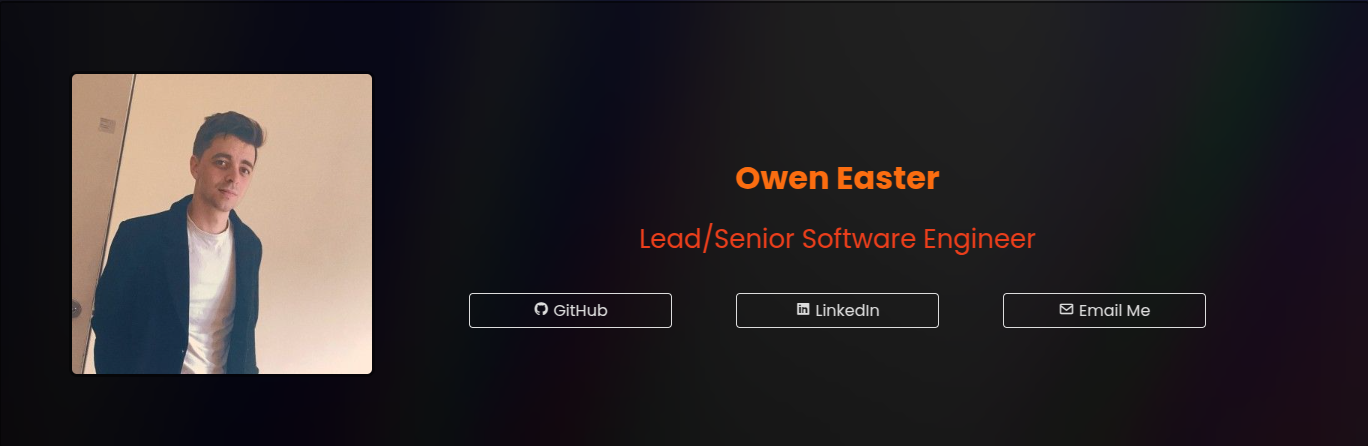 Owen Easter
Lead/Senior Software Engineer
GitHub
LinkedIn
Email Me